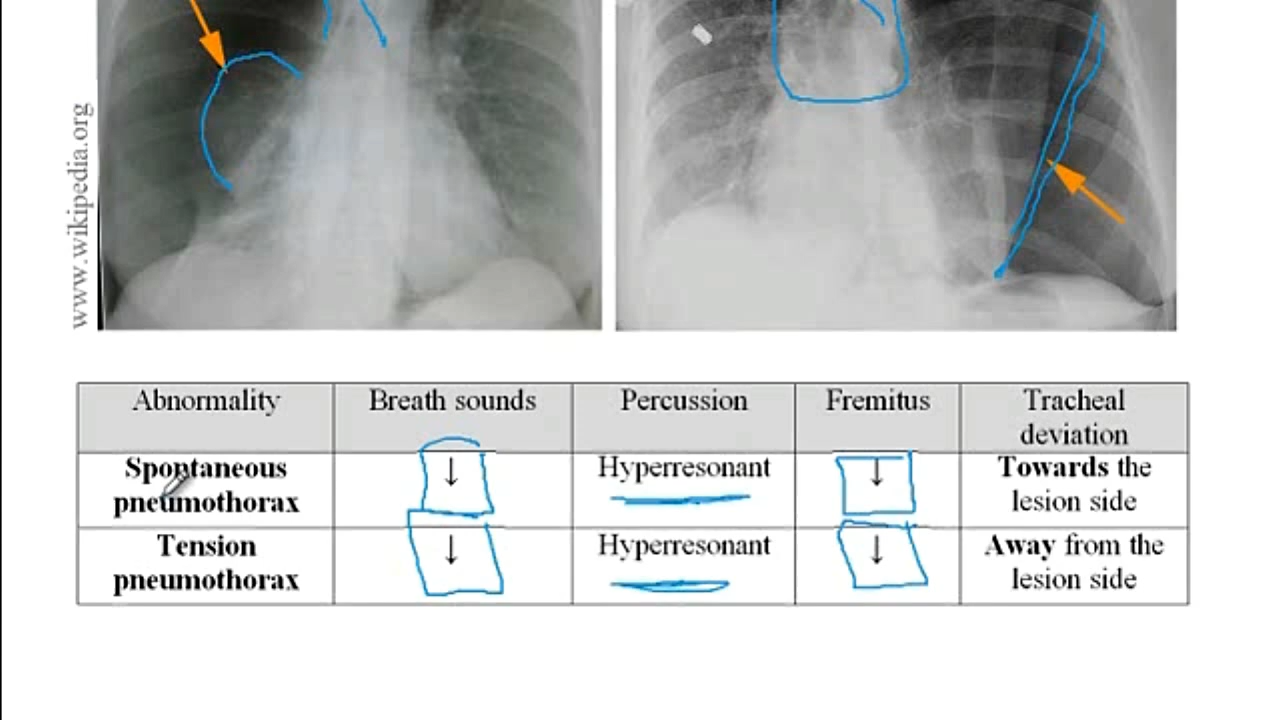 www.wikipedia.org
Abnormality Breath sounds Percussion Fremitus Tracheal
deviation
Spontaneous ↓ Hyperresonant ↓ Towards the
pneumothorax lesion side
Tension ↓ Hyperresonant ↓ Away from the
pneumothorax lesion side